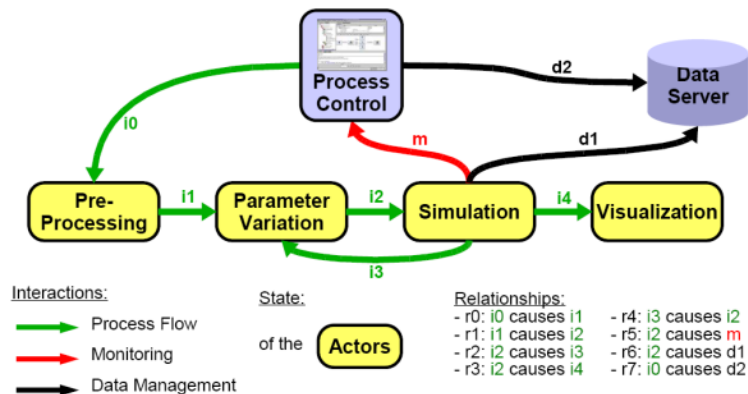 Process
Control
d2
Data
Server
i0
m
d1
Pre-
Processing
i1
Parameter
Variation
i2
Simulation
i4
Visualization
i3
Interactions:
Process Flow
Monitoring
Data Management
State:
of the Actors
Relationships:
- r0: i0 causes i1
- r1: i1 causes i2
- r2: i2 causes i3
- r3: i2 causes i4
- r4: i3 causes i2
- r5: i2 causes m
- r6: i2 causes d1
- r7: i0 causes d2